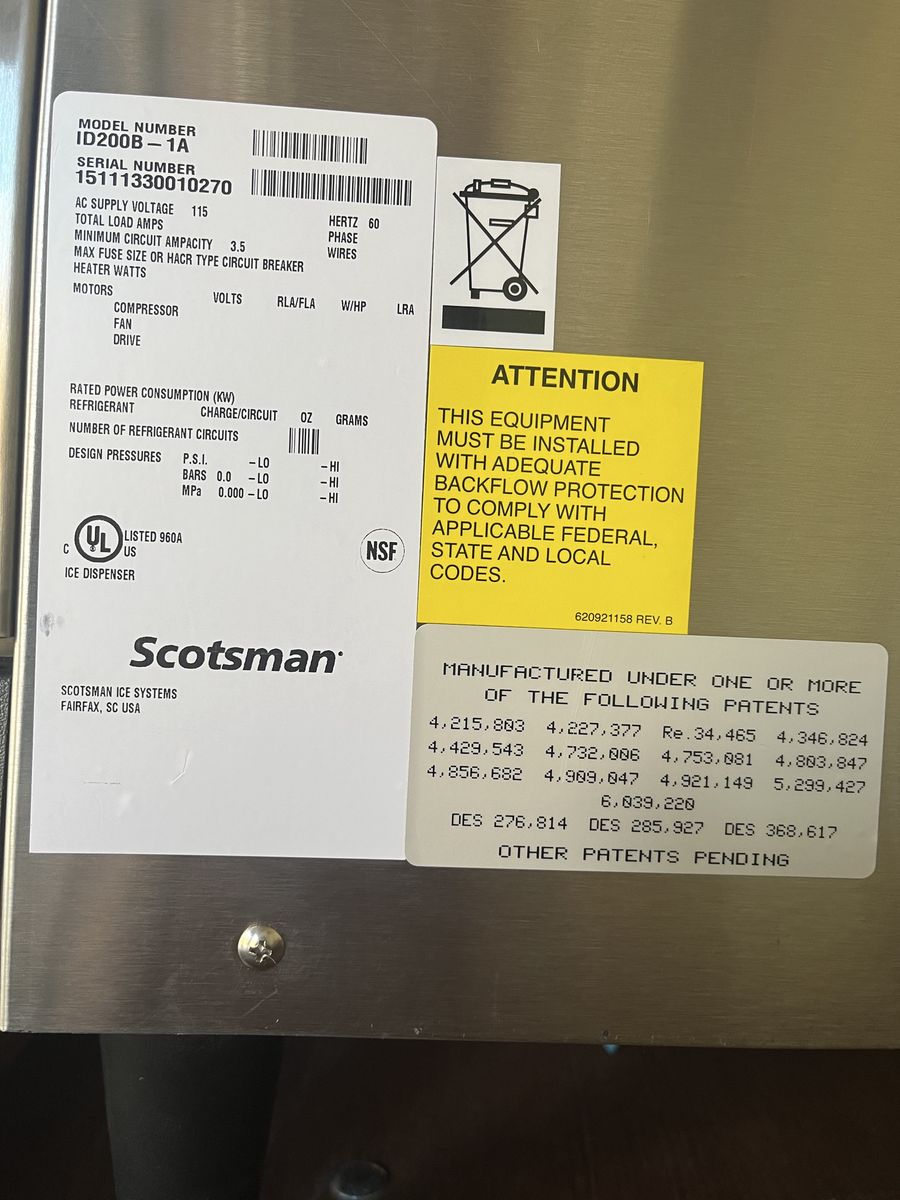 MODEL NUMBER
ID200B – 1A
SERIAL NUMBER
15111330010270
AC SUPPLY VOLTAGE 115 HERTZ 60
TOTAL LOAD AMPS PHASE
MINIMUM CIRCUIT AMPACITY 3.5 WIRES
MAX FUSE SIZE OR HACR TYPE CIRCUIT BREAKER
HEATER WATTS
MOTORS VOLTS RLA/FLA W/HP LRA
COMPRESSOR
FAN
DRIVE
RATED POWER CONSUMPTION (KW)
REFRIGERANT CHARGE/CIRCUIT OZ GRAMS
NUMBER OF REFRIGERANT CIRCUITS
DESIGN PRESSURES P.S.I. – LO – HI
BARS 0.0 – LO – HI
MPa 0.000 – LO – HI
C UL US LISTED 960A
NSF
ICE DISPENSER
Scotsman
SCOTSMAN ICE SYSTEMS
FAIRFAX, SC USA
ATTENTION
THIS EQUIPMENT
MUST BE INSTALLED
WITH ADEQUATE
BACKFLOW PROTECTION
TO COMPLY WITH
APPLICABLE FEDERAL,
STATE AND LOCAL
CODES.
620921158 REV. B
MANUFACTURED UNDER ONE OR MORE
OF THE FOLLOWING PATENTS
4,215,803 4,227,377 Re.34,465 4,346,824
4,429,543 4,732,006 4,753,081 4,803,847
4,856,682 4,909,047 4,921,149 5,299,427
6,039,220
DES 276,814 DES 285,927 DES 368,617
OTHER PATENTS PENDING